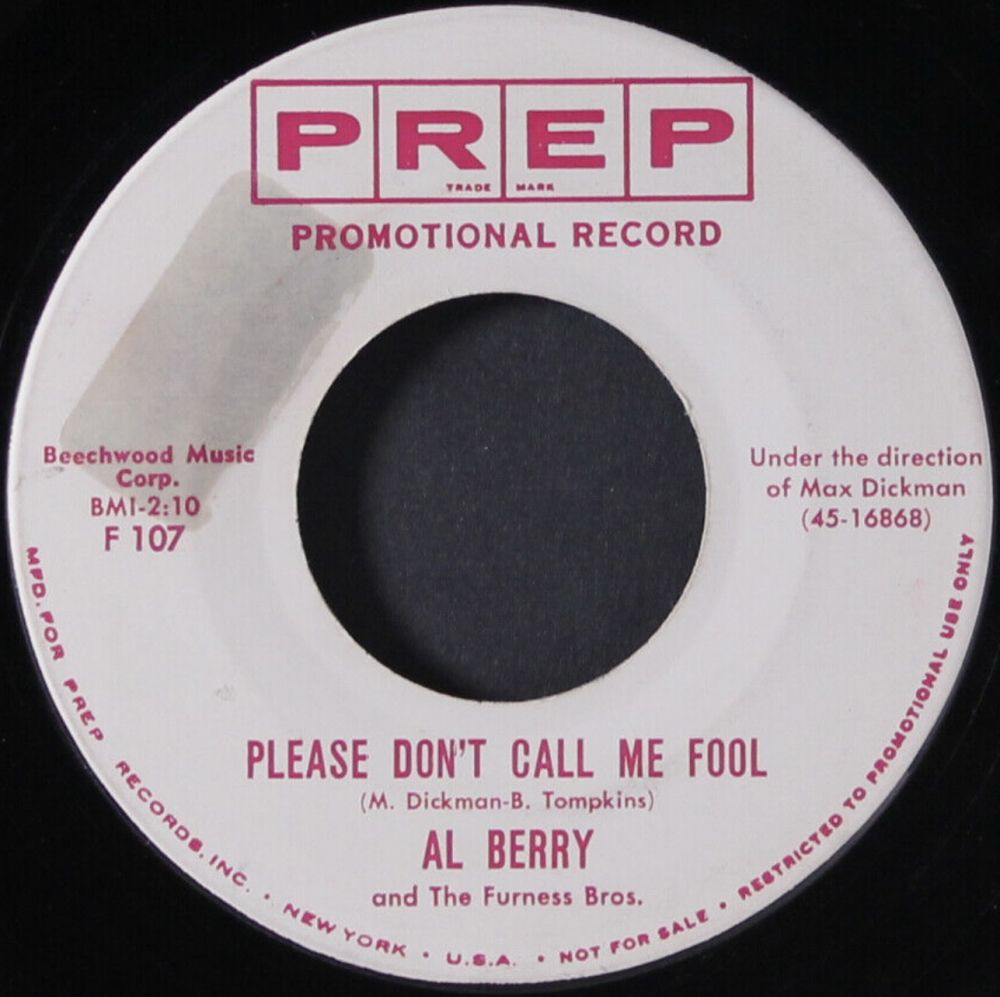 PREP
TRADE MARK
PROMOTIONAL RECORD
Beechwood Music
Corp.
BMI-2:10
F 107
Under the direction
of Max Dickman
(45-16868)
PLEASE DON'T CALL ME FOOL
(M. Dickman-B. Tompkins)
AL BERRY
and The Furness Bros.
MFD. FOR PREP RECORDS, INC. • NEW YORK • U.S.A. • NOT FOR SALE • RESTRICTED TO PROMOTIONAL USE ONLY